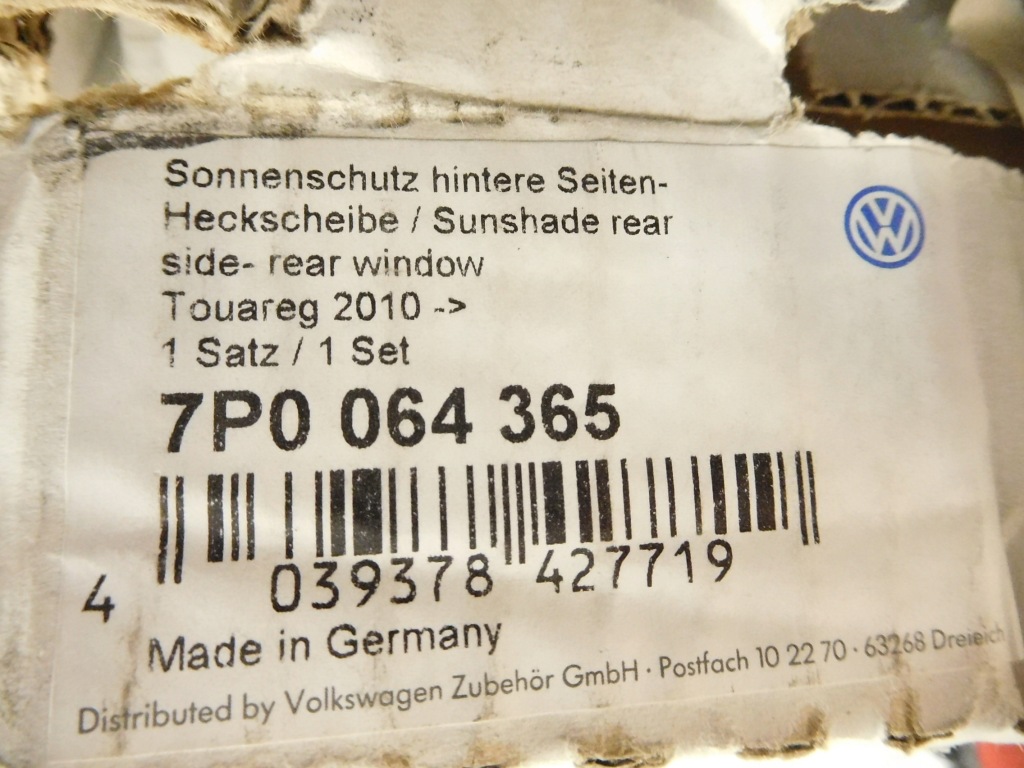 Sonnenschutz hintere Seiten-
Heckscheibe / Sunshade rear
side- rear window
Touareg 2010 ->
1 Satz / 1 Set
7P0 064 365
4 039378 427719
Made in Germany
Distributed by Volkswagen Zubehör GmbH · Postfach 10 22 70 · 63268 Dreieich